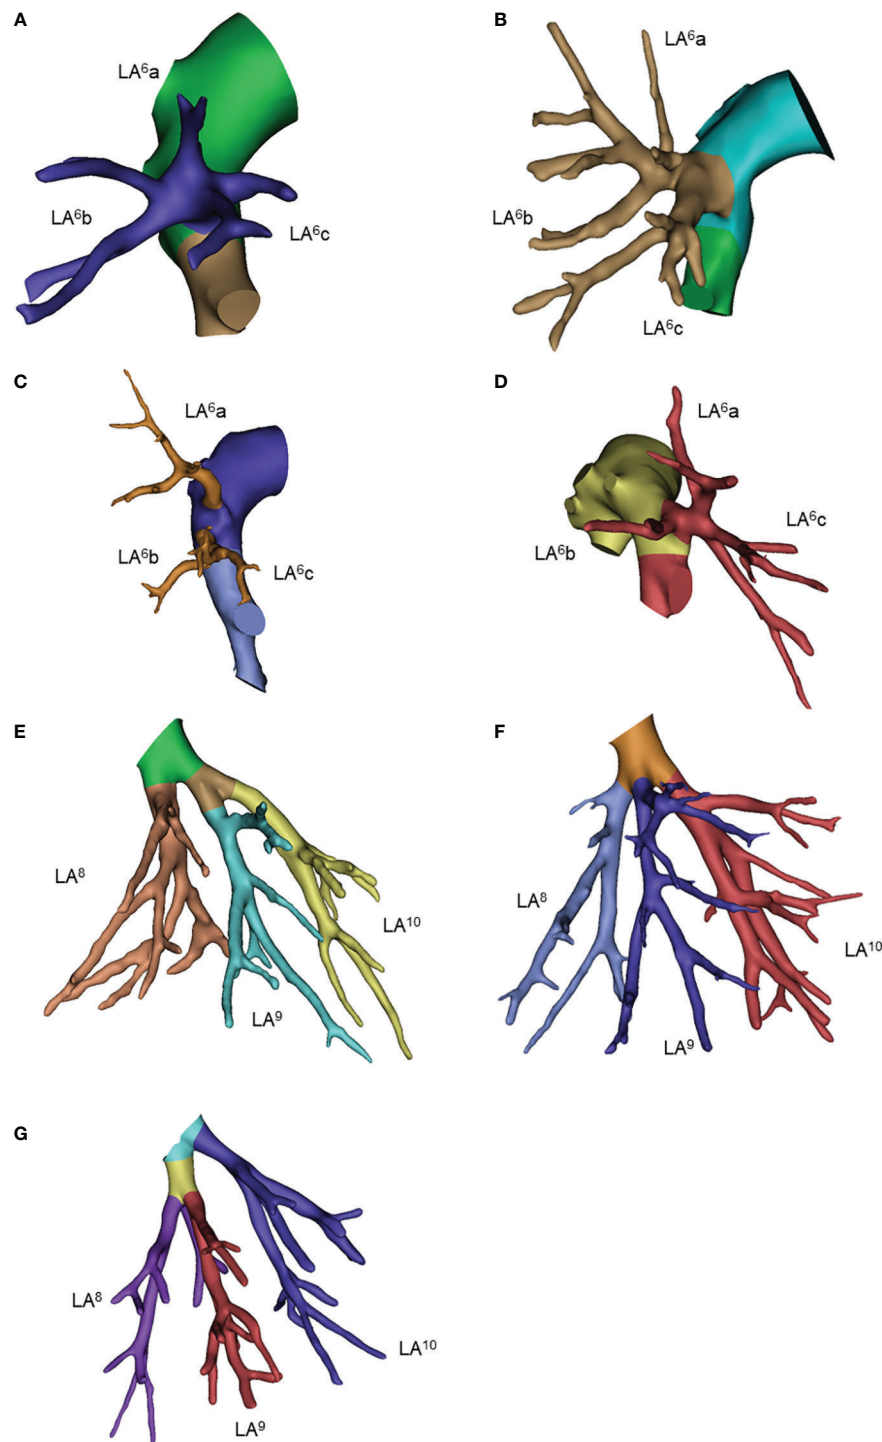 A
LA⁶a
LA⁶b
LA⁶c
B
LA⁶a
LA⁶b
LA⁶c
C
LA⁶a
LA⁶b
LA⁶c
D
LA⁶a
LA⁶c
LA⁶b
E
LA⁸
LA¹⁰
LA⁹
F
LA⁸
LA¹⁰
LA⁹
G
LA⁸
LA¹⁰
LA⁹